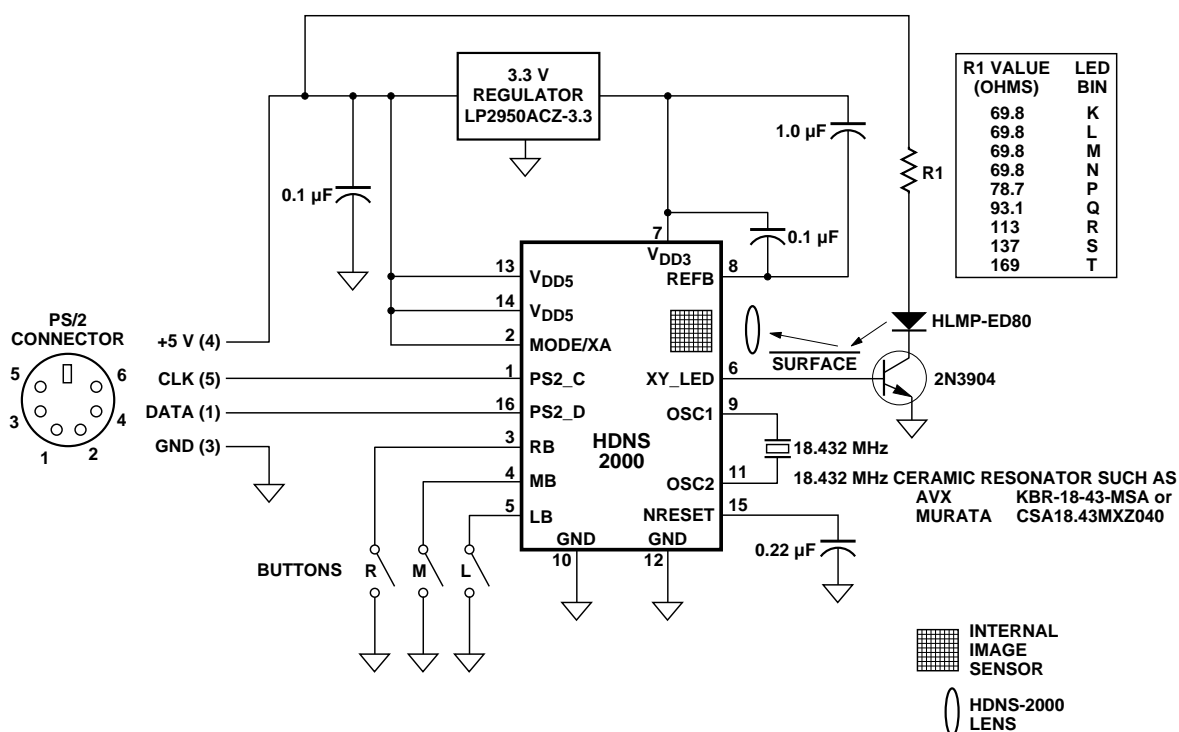 3.3 V
REGULATOR
LP2950ACZ-3.3
R1 VALUE LED
(OHMS) BIN
69.8 K
69.8 L
69.8 M
69.8 N
78.7 P
93.1 Q
113 R
137 S
169 T
1.0 µF
R1
0.1 µF
0.1 µF
7
VDD3
13 VDD5
8 REFB
14 VDD5
2 MODE/XA
1 PS2_C
16 PS2_D
3 RB
4 MB
5 LB
HDNS
2000
6 XY_LED
9 OSC1
11 OSC2
15 NRESET
GND
10
GND
12
PS/2
CONNECTOR
5
6
3
4
1
2
+5 V (4)
CLK (5)
DATA (1)
GND (3)
SURFACE
HLMP-ED80
2N3904
18.432 MHz
18.432 MHz CERAMIC RESONATOR SUCH AS
AVX KBR-18-43-MSA or
MURATA CSA18.43MXZ040
0.22 µF
BUTTONS R M L
INTERNAL
IMAGE
SENSOR
HDNS-2000
LENS